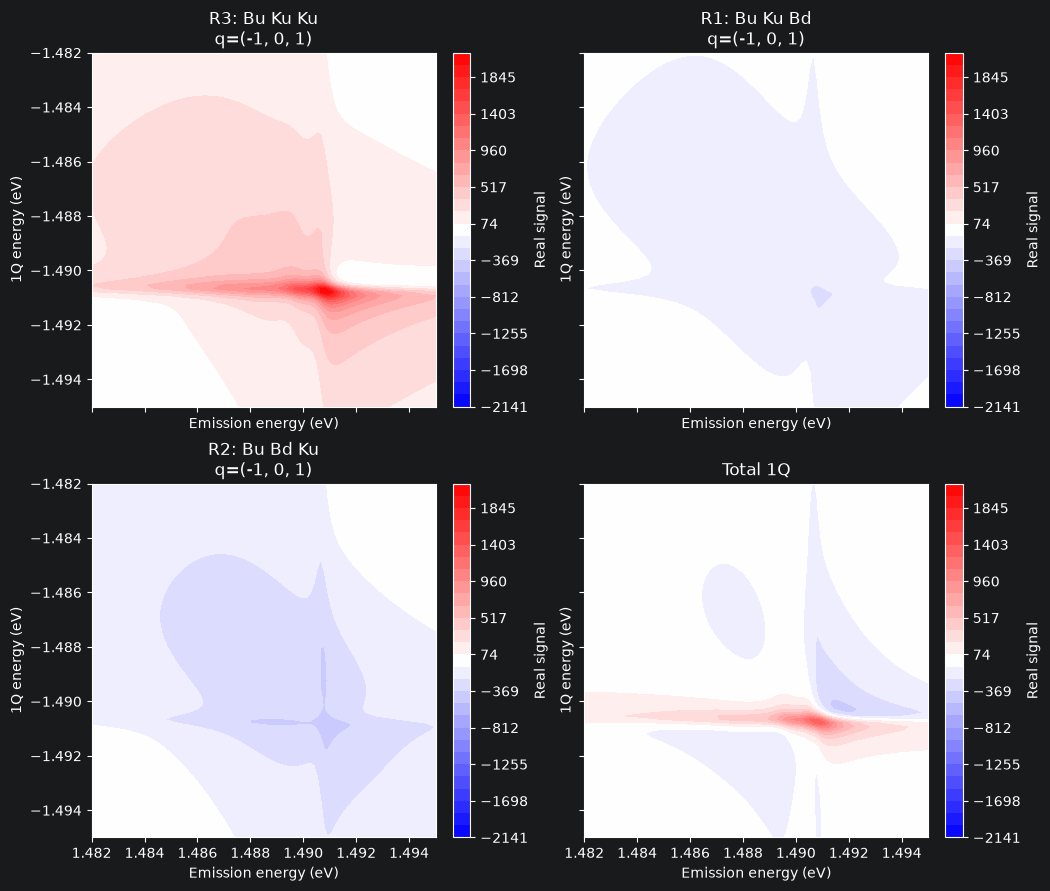 R3: Bu Ku Ku
q=(-1, 0, 1)
−1.482
−1.484
−1.486
−1.488
−1.490
−1.492
−1.494
1Q energy (eV)
Emission energy (eV)
1845
1403
960
517
74
−369
−812
−1255
−1698
−2141
Real signal
R1: Bu Ku Bd
q=(-1, 0, 1)
1Q energy (eV)
Emission energy (eV)
1845
1403
960
517
74
−369
−812
−1255
−1698
−2141
Real signal
R2: Bu Bd Ku
q=(-1, 0, 1)
−1.482
−1.484
−1.486
−1.488
−1.490
−1.492
−1.494
1Q energy (eV)
1.482 1.484 1.486 1.488 1.490 1.492 1.494
Emission energy (eV)
1845
1403
960
517
74
−369
−812
−1255
−1698
−2141
Real signal
Total 1Q
1Q energy (eV)
1.482 1.484 1.486 1.488 1.490 1.492 1.494
Emission energy (eV)
1845
1403
960
517
74
−369
−812
−1255
−1698
−2141
Real signal